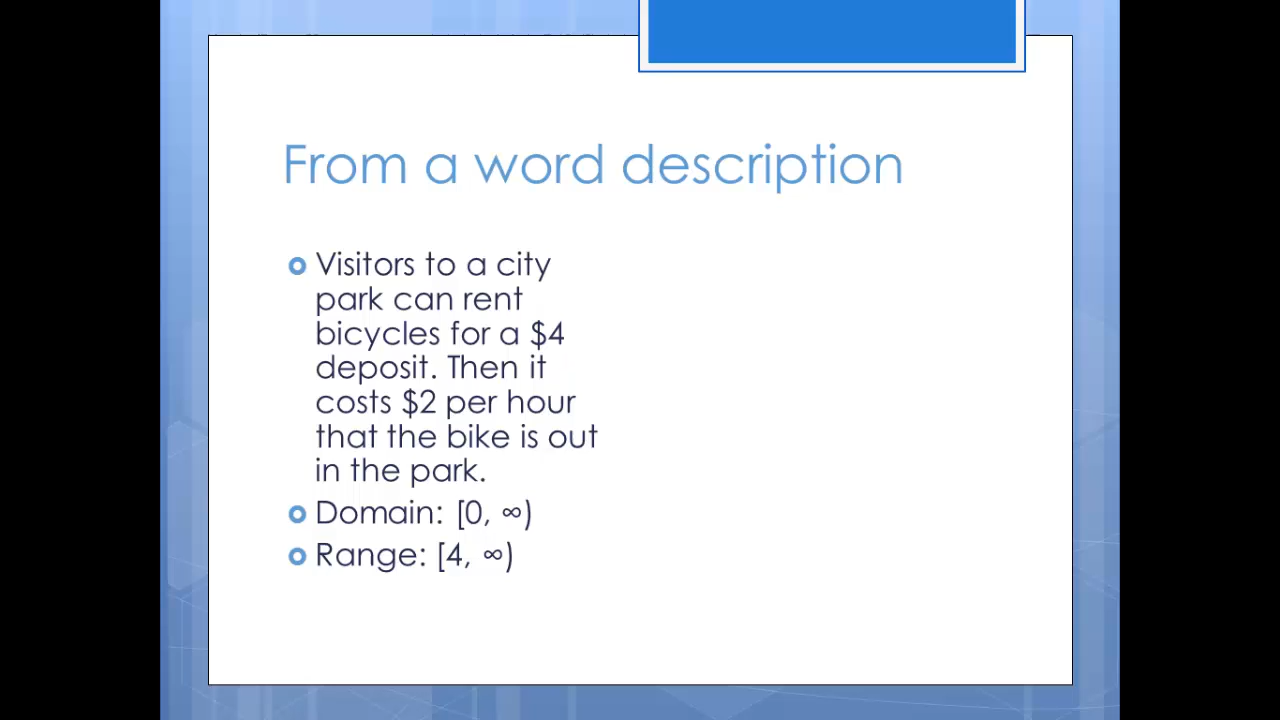 From a word description
Visitors to a city
park can rent
bicycles for a $4
deposit. Then it
costs $2 per hour
that the bike is out
in the park.
Domain: [0, ∞)
Range: [4, ∞)